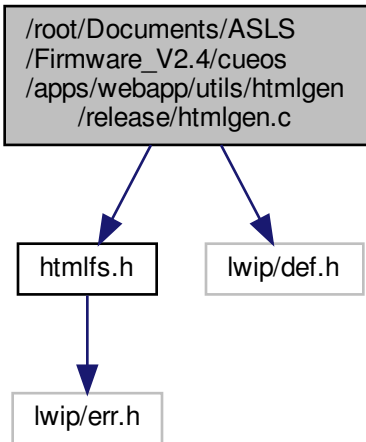 /root/Documents/ASLS
/Firmware_V2.4/cueos
/apps/webapp/utils/htmlgen
/release/htmlgen.c
htmlfs.h
lwip/def.h
lwip/err.h